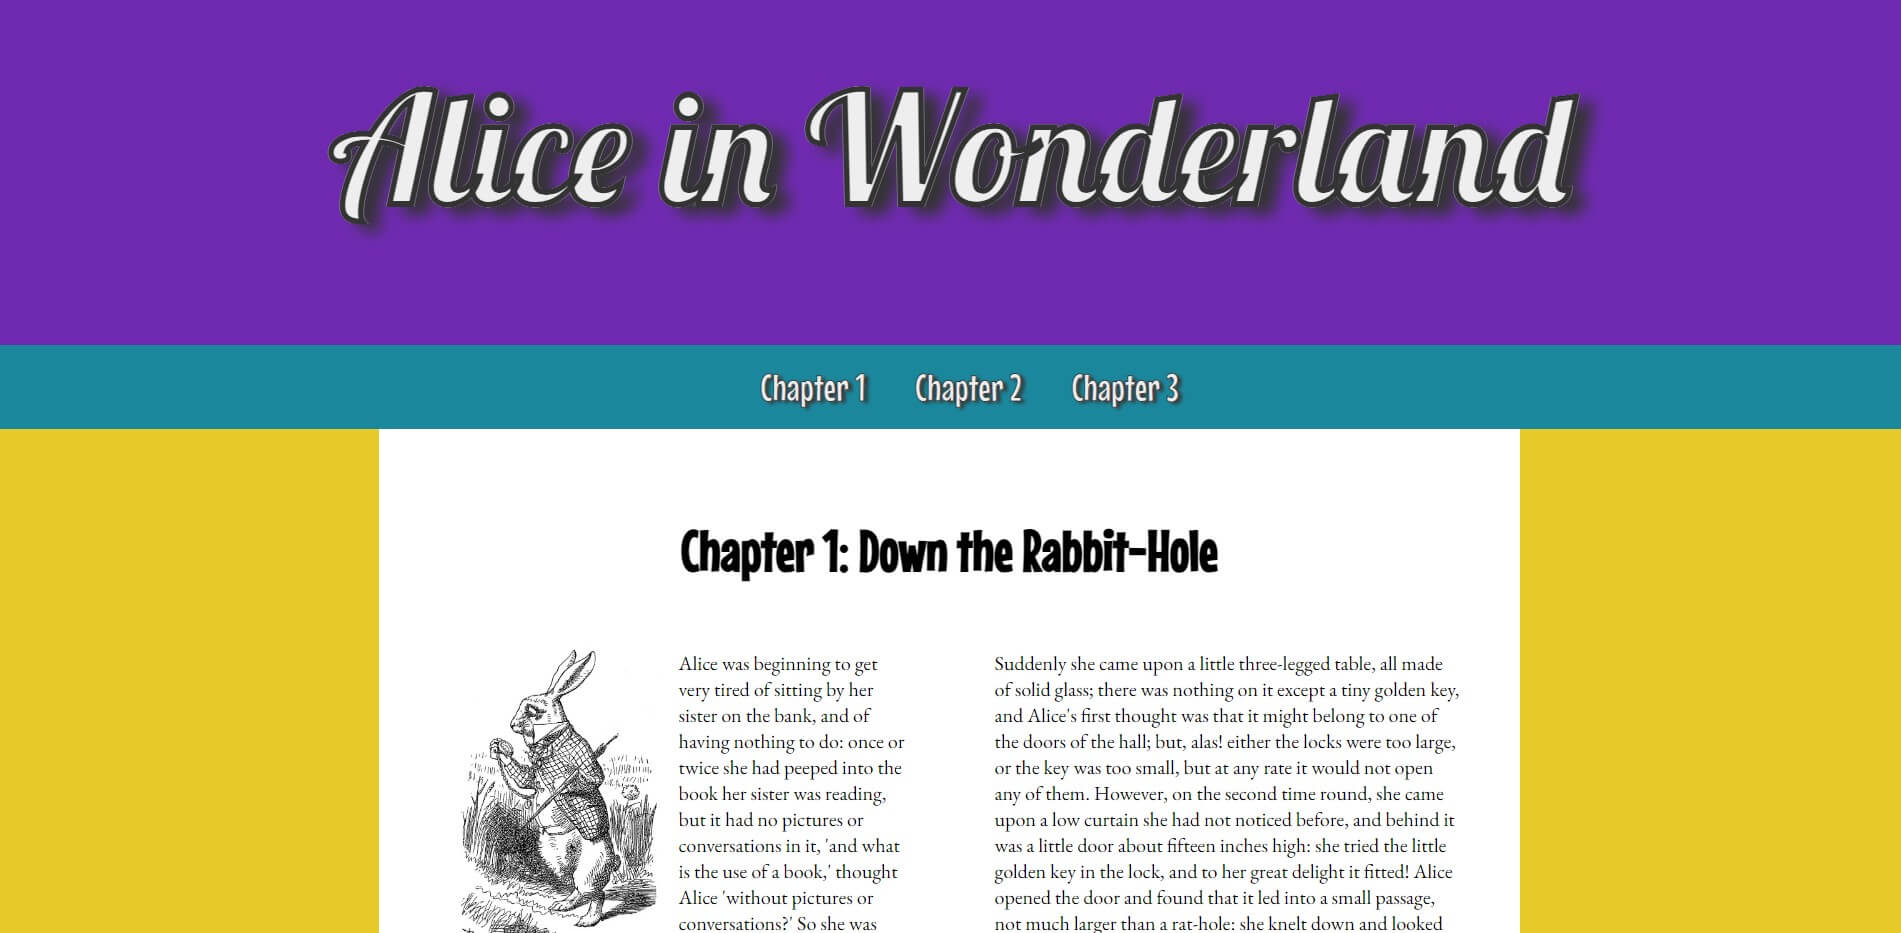 Alice in Wonderland
Chapter 1 Chapter 2 Chapter 3
Chapter 1: Down the Rabbit-Hole
Alice was beginning to get
very tired of sitting by her
sister on the bank, and of
having nothing to do: once or
twice she had peeped into the
book her sister was reading,
but it had no pictures or
conversations in it, 'and what
is the use of a book,' thought
Alice 'without pictures or
conversations?' So she was
Suddenly she came upon a little three-legged table, all made
of solid glass; there was nothing on it except a tiny golden key,
and Alice's first thought was that it might belong to one of
the doors of the hall; but, alas! either the locks were too large,
or the key was too small, but at any rate it would not open
any of them. However, on the second time round, she came
upon a low curtain she had not noticed before, and behind it
was a little door about fifteen inches high: she tried the little
golden key in the lock, and to her great delight it fitted! Alice
opened the door and found that it led into a small passage,
not much larger than a rat-hole: she knelt down and looked